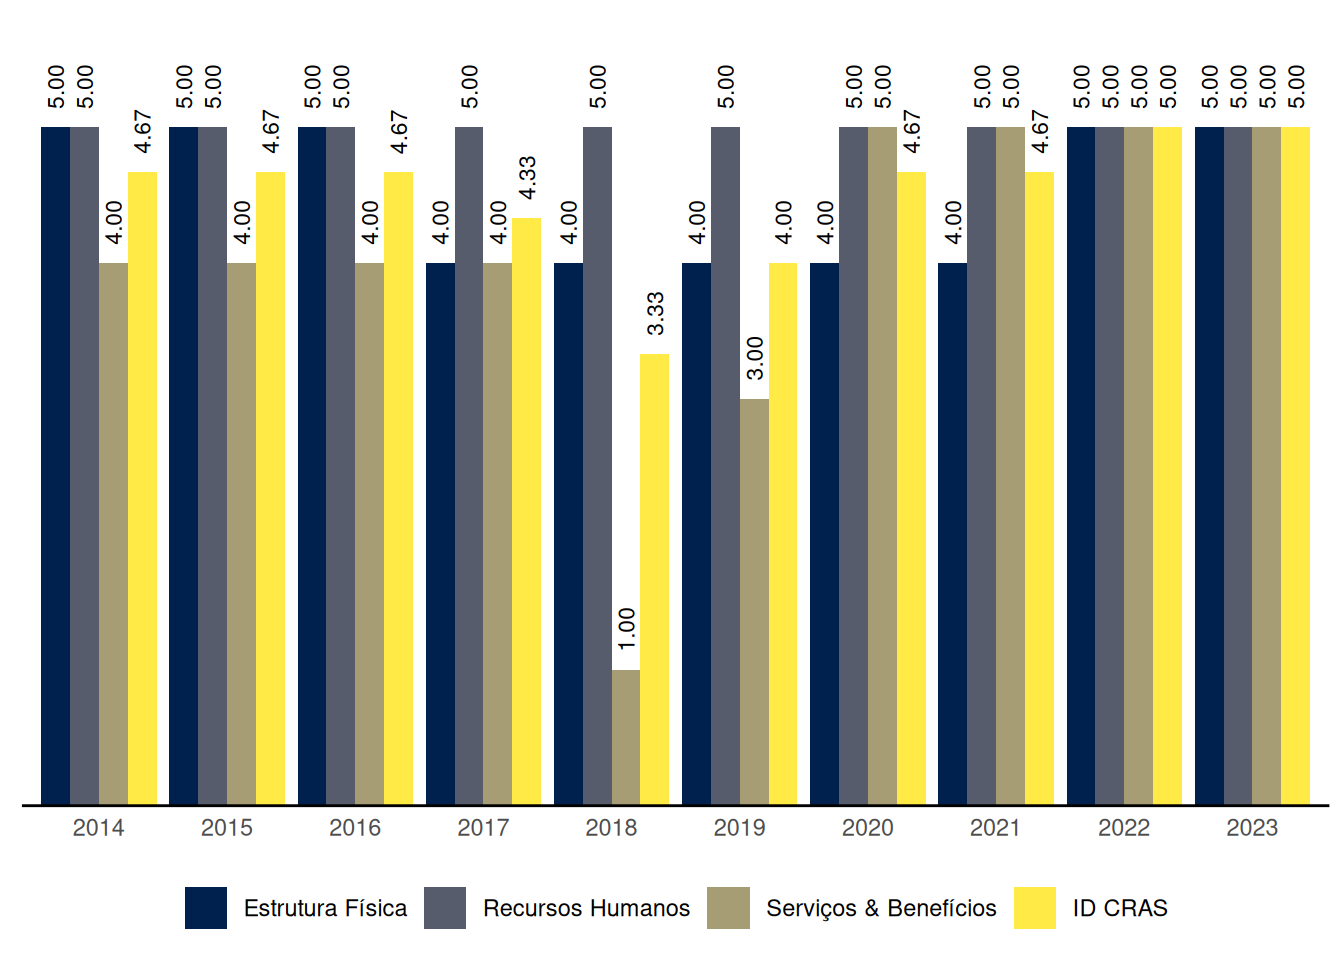 5.00 5.00 4.00 4.67 5.00 5.00 4.00 4.67 5.00 5.00 4.00 4.67 4.00 5.00 4.00 4.33 4.00 5.00 1.00 3.33 4.00 5.00 3.00 4.00 4.00 5.00 5.00 4.67 4.00 5.00 5.00 4.67 5.00 5.00 5.00 5.00 5.00 5.00 5.00 5.00
2014 2015 2016 2017 2018 2019 2020 2021 2022 2023
Estrutura Física Recursos Humanos Serviços & Benefícios ID CRAS